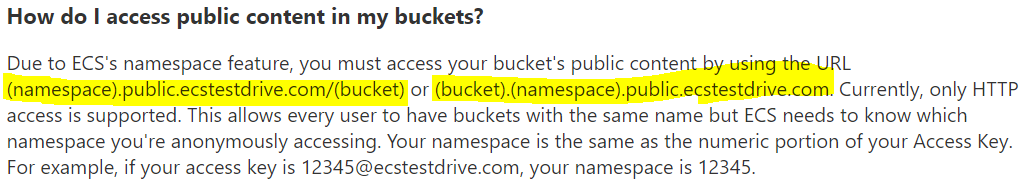 How do I access public content in my buckets?
Due to ECS's namespace feature, you must access your bucket's public content by using the URL
(namespace).public.ecstestdrive.com/(bucket) or (bucket).(namespace).public.ecstestdrive.com. Currently, only HTTP
access is supported. This allows every user to have buckets with the same name but ECS needs to know which
namespace you're anonymously accessing. Your namespace is the same as the numeric portion of your Access Key.
For example, if your access key is 12345@ecstestdrive.com, your namespace is 12345.